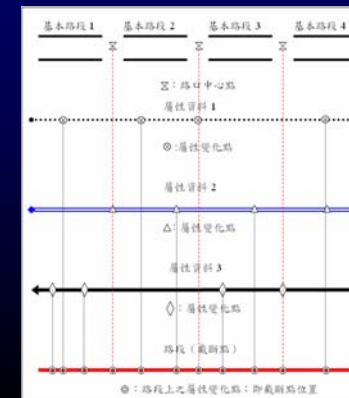 基本路段 1 基本路段 2 基本路段 3 基本路段 4
：路口中心點
屬性資料 1
：屬性變化點
屬性資料 2
△：屬性變化點
屬性資料 3
◇：屬性變化點
路段（截斷點）
◎：路段上之屬性變化點；即截斷點位置